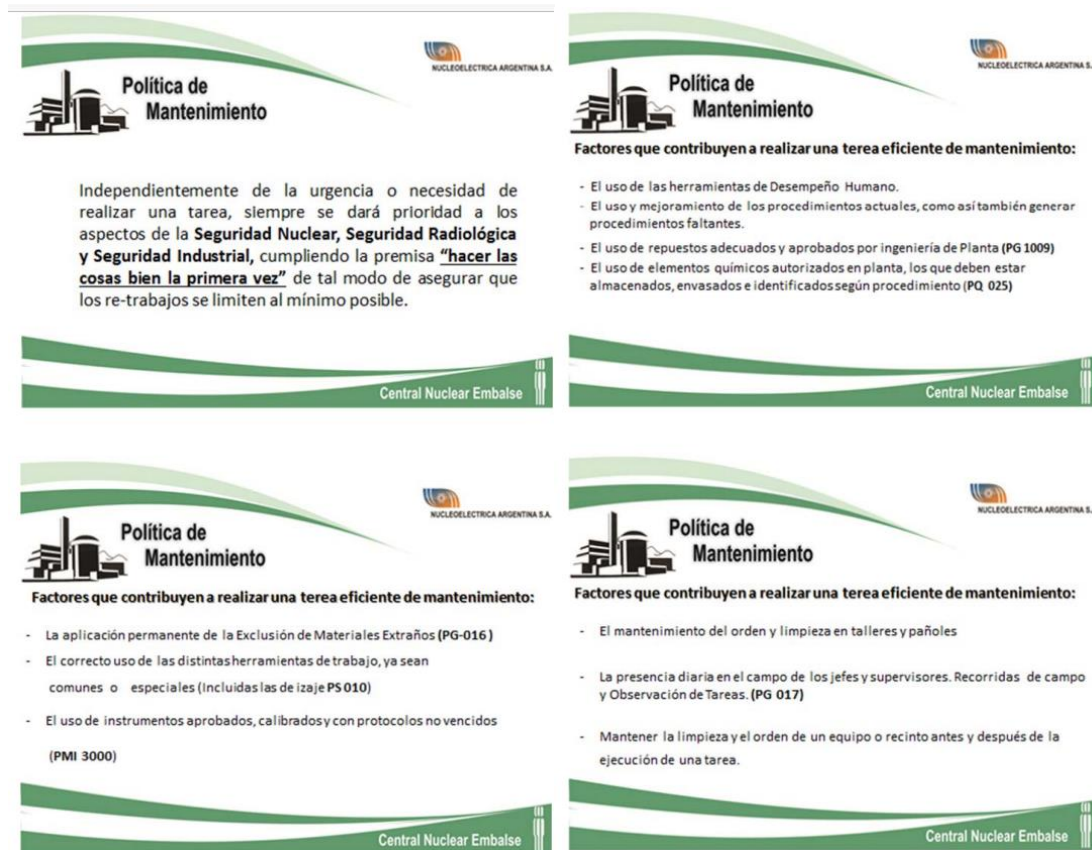 NUCLEOELECTRICA ARGENTINA S.A.
Política de
Mantenimiento
Independientemente de la urgencia o necesidad de
realizar una tarea, siempre se dará prioridad a los
aspectos de la Seguridad Nuclear, Seguridad Radiológica
y Seguridad Industrial, cumpliendo la premisa "hacer las
cosas bien la primera vez" de tal modo de asegurar que
los re-trabajos se limiten al mínimo posible.
Central Nuclear Embalse
NUCLEOELECTRICA ARGENTINA S.
Política de
Mantenimiento
Factores que contribuyen a realizar una terea eficiente de mantenimiento:
- El uso de las herramientas de Desempeño Humano.
- El uso y mejoramiento de los procedimientos actuales, como así también generar
procedimientos faltantes.
- El uso de repuestos adecuados y aprobados por ingeniería de Planta (PG 1009)
- El uso de elementos químicos autorizados en planta, los que deben estar
almacenados, envasados e identificados según procedimiento (PQ 025)
Central Nuclear Embalse
NUCLEOELECTRICA ARGENTINA S.A.
Política de
Mantenimiento
Factores que contribuyen a realizar una terea eficiente de mantenimiento:
- La aplicación permanente de la Exclusión de Materiales Extraños (PG-016 )
- El correcto uso de las distintas herramientas de trabajo, ya sean
comunes o especiales (Incluidas las de izaje PS 010)
- El uso de instrumentos aprobados, calibrados y con protocolos no vencidos
(PMI 3000)
Central Nuclear Embalse
NUCLEOELECTRICA ARGENTINA S.
Política de
Mantenimiento
Factores que contribuyen a realizar una terea eficiente de mantenimiento:
- El mantenimiento del orden y limpieza en talleres y pañoles
- La presencia diaria en el campo de los jefes y supervisores. Recorridas de campo
y Observación de Tareas. (PG 017)
- Mantener la limpieza y el orden de un equipo o recinto antes y después de la
ejecución de una tarea.
Central Nuclear Embalse